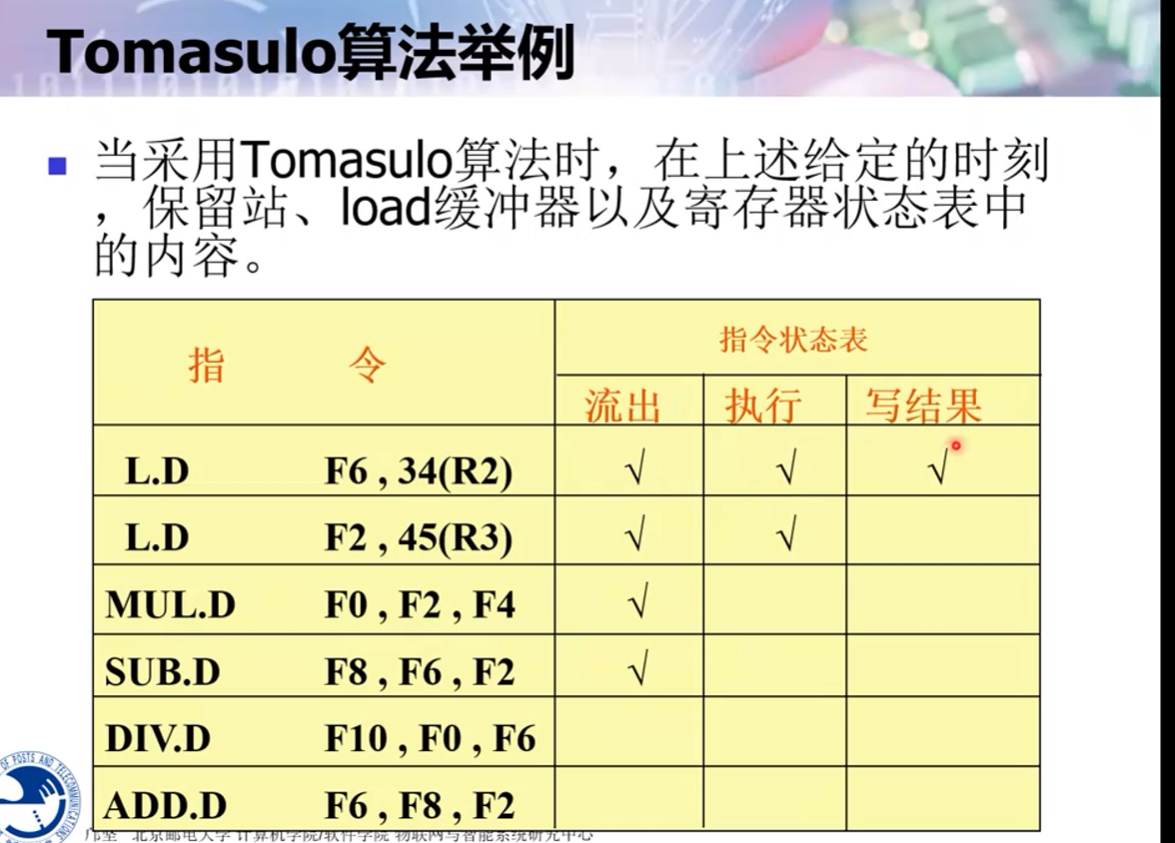 Tomasulo算法举例
当采用Tomasulo算法时，在上述给定的时刻
，保留站、load缓冲器以及寄存器状态表中
的内容。
指 令 指令状态表
流出 执行 写结果
L.D F6 , 34(R2) √ √ √
L.D F2 , 45(R3) √ √
MUL.D F0 , F2 , F4 √
SUB.D F8 , F6 , F2 √
DIV.D F10 , F0 , F6
ADD.D F6 , F8 , F2
OF POSTS AND TELECOMMUNICATIONS
北京邮电大学 计算机学院/软件学院 物联网与智能系统研究中心